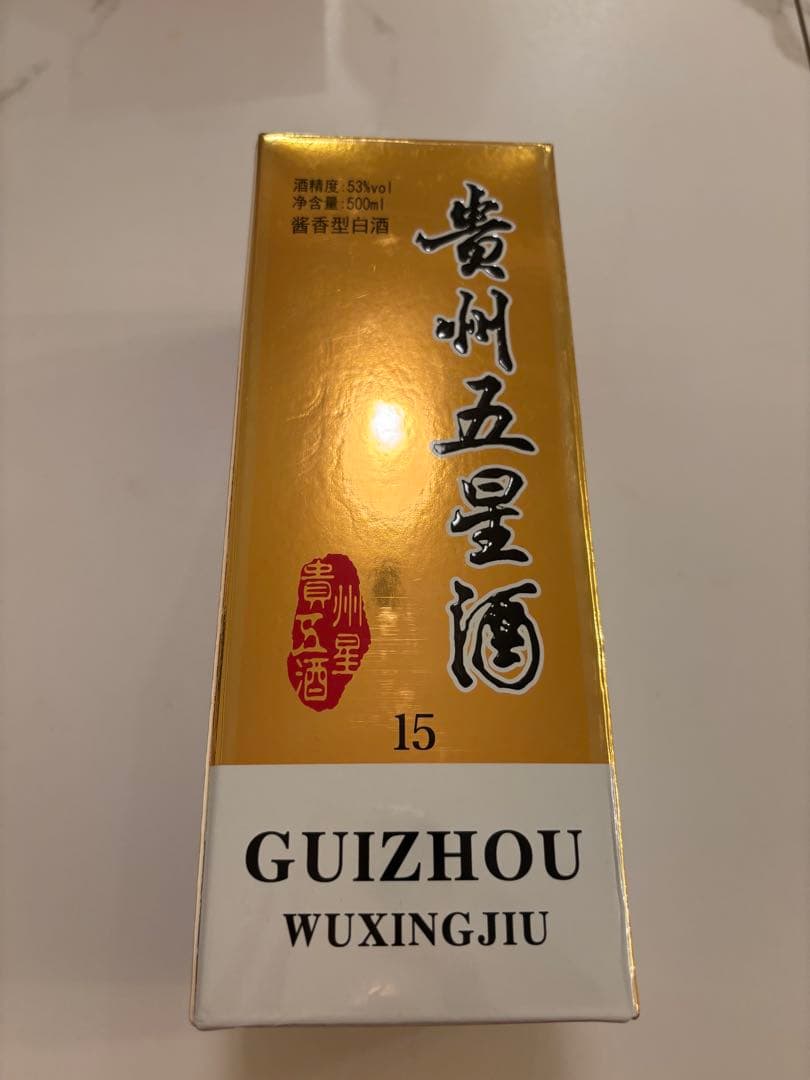 酒精度:53%vol
净含量:500ml
酱香型白酒
貴州五星酒
貴州五星酒
15
GUIZHOU
WUXINGJIU